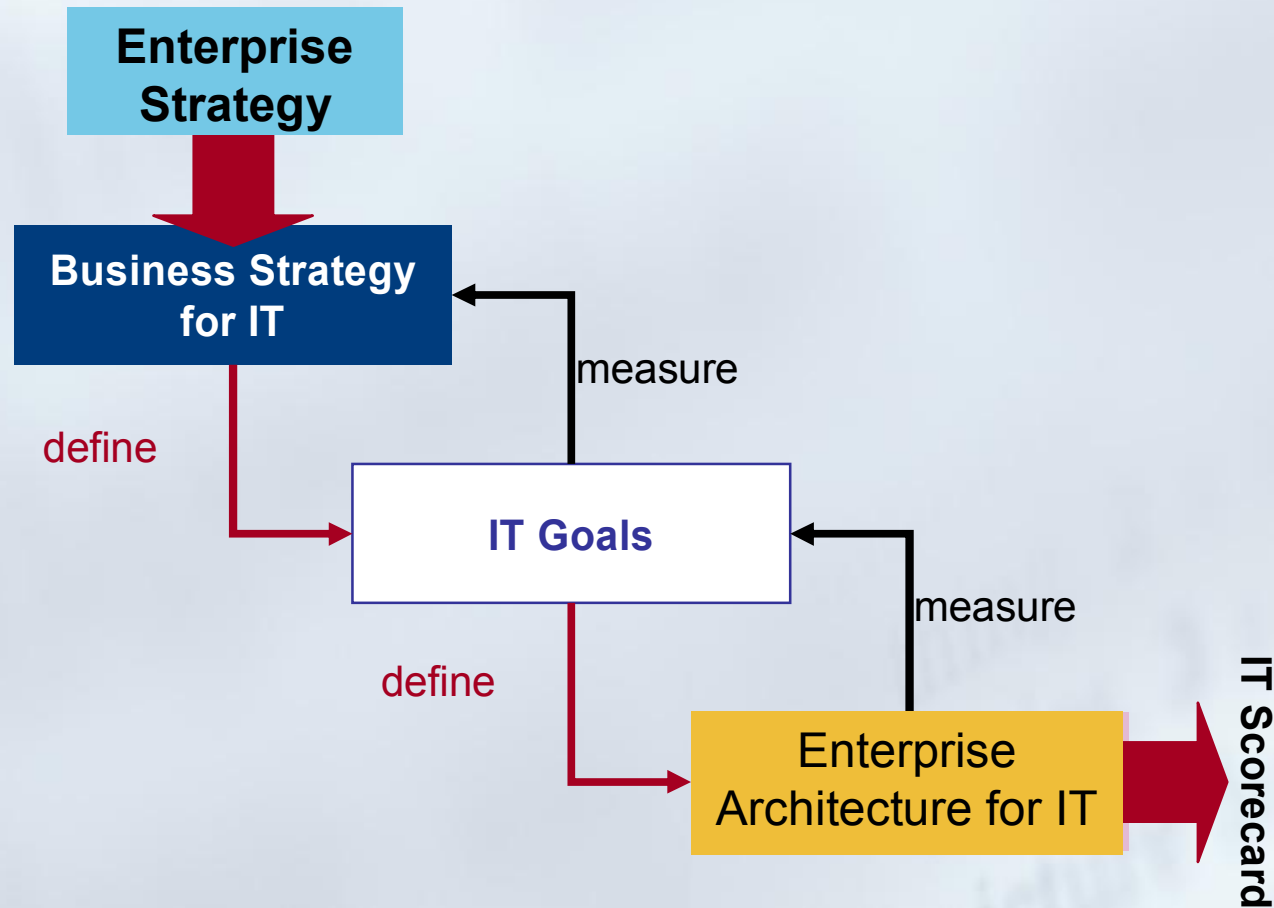 Enterprise
Strategy
Business Strategy
for IT
measure
define
IT Goals
measure
define
Enterprise
Architecture for IT
IT Scorecard